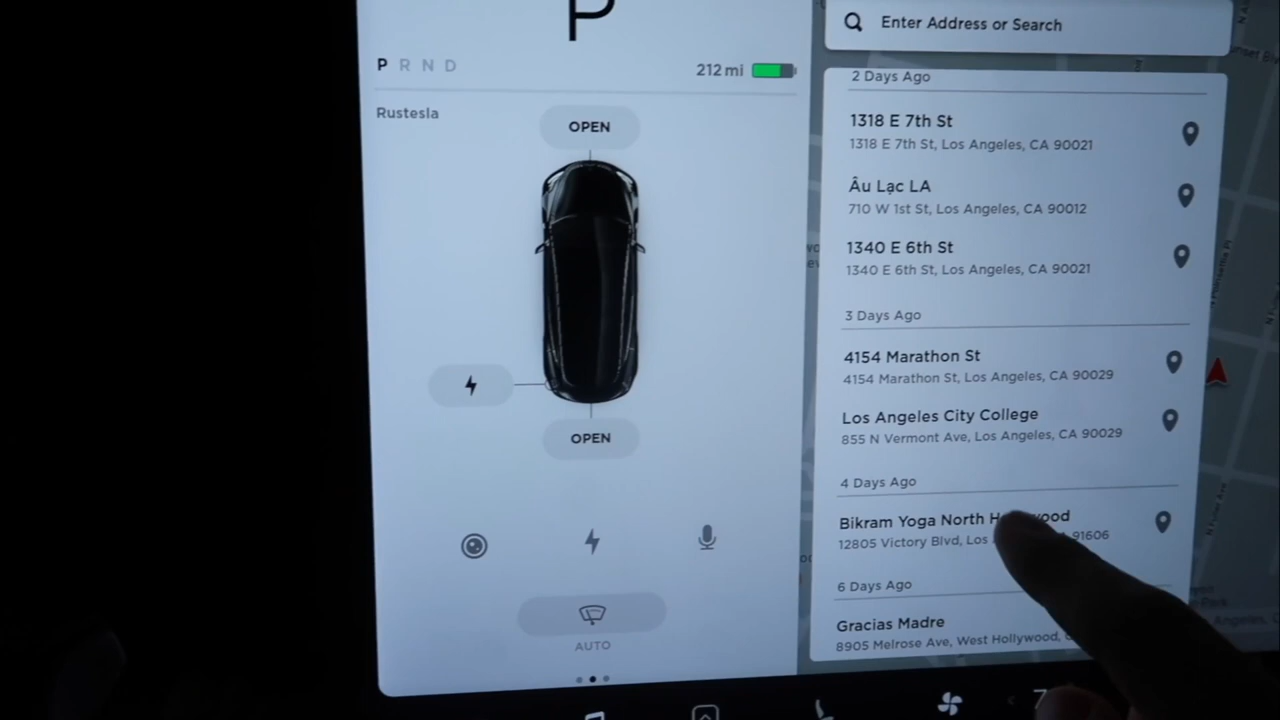 P
P R N D
212 mi
Rustesla
OPEN
OPEN
AUTO
Enter Address or Search
2 Days Ago
1318 E 7th St
1318 E 7th St, Los Angeles, CA 90021
Âu Lạc LA
710 W 1st St, Los Angeles, CA 90012
1340 E 6th St
1340 E 6th St, Los Angeles, CA 90021
3 Days Ago
4154 Marathon St
4154 Marathon St, Los Angeles, CA 90029
Los Angeles City College
855 N Vermont Ave, Los Angeles, CA 90029
4 Days Ago
Bikram Yoga North Hollywood
12805 Victory Blvd, Los 91606
6 Days Ago
Gracias Madre
8905 Melrose Ave, West Hollywood,